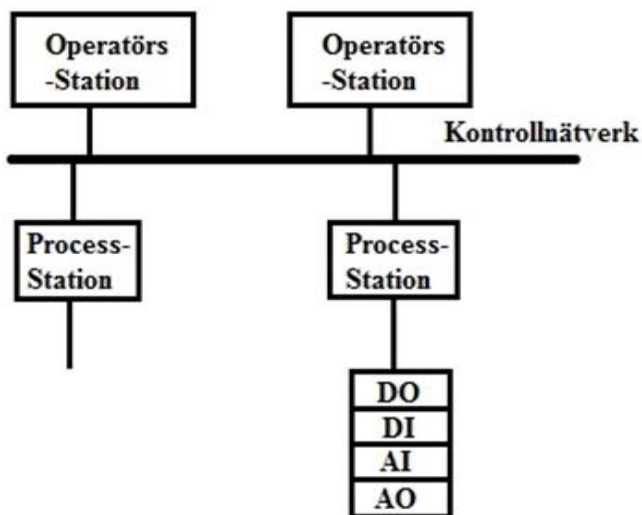 Operatörs
-Station
Operatörs
-Station
Kontrollnätverk
Process-
Station
Process-
Station
DO
DI
AI
AO